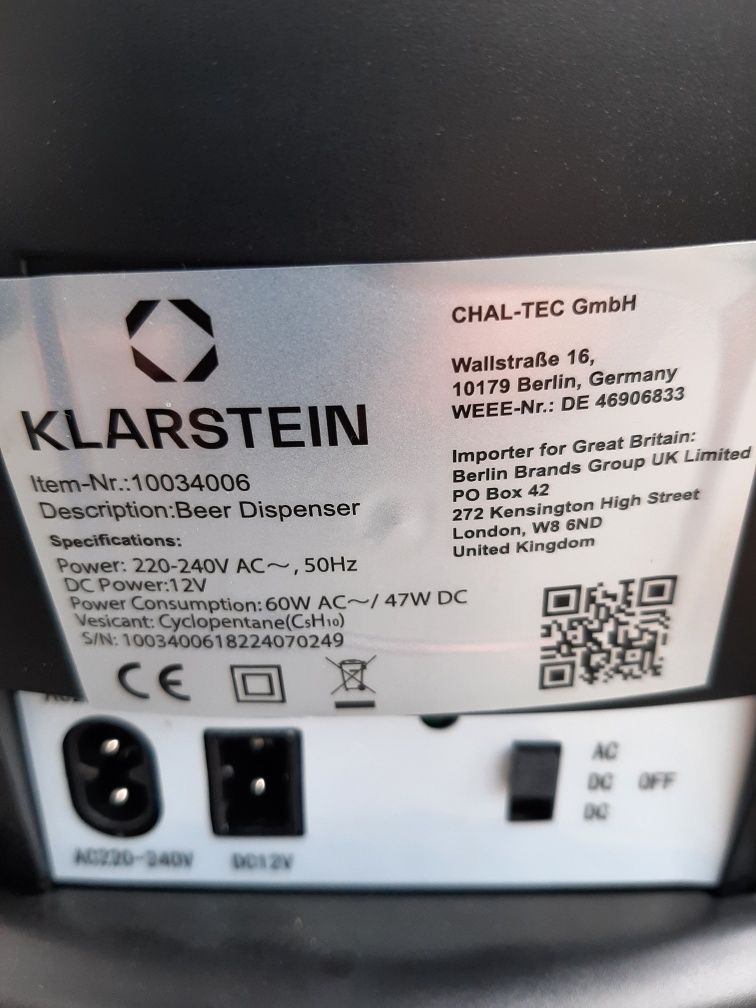 KLARSTEIN
Item-Nr.:10034006
Description:Beer Dispenser
Specifications:
Power: 220-240V AC～, 50Hz
DC Power:12V
Power Consumption:60W AC～/ 47W DC
Vesicant: Cyclopentane(C₅H₁₀)
S/N: 1003400618224070249
CE
CHAL-TEC GmbH
Wallstraße 16,
10179 Berlin, Germany
WEEE-Nr.: DE 46906833
Importer for Great Britain:
Berlin Brands Group UK Limited
PO Box 42
272 Kensington High Street
London, W8 6ND
United Kingdom
AC220-240V
DC12V
AC
DC OFF
DC